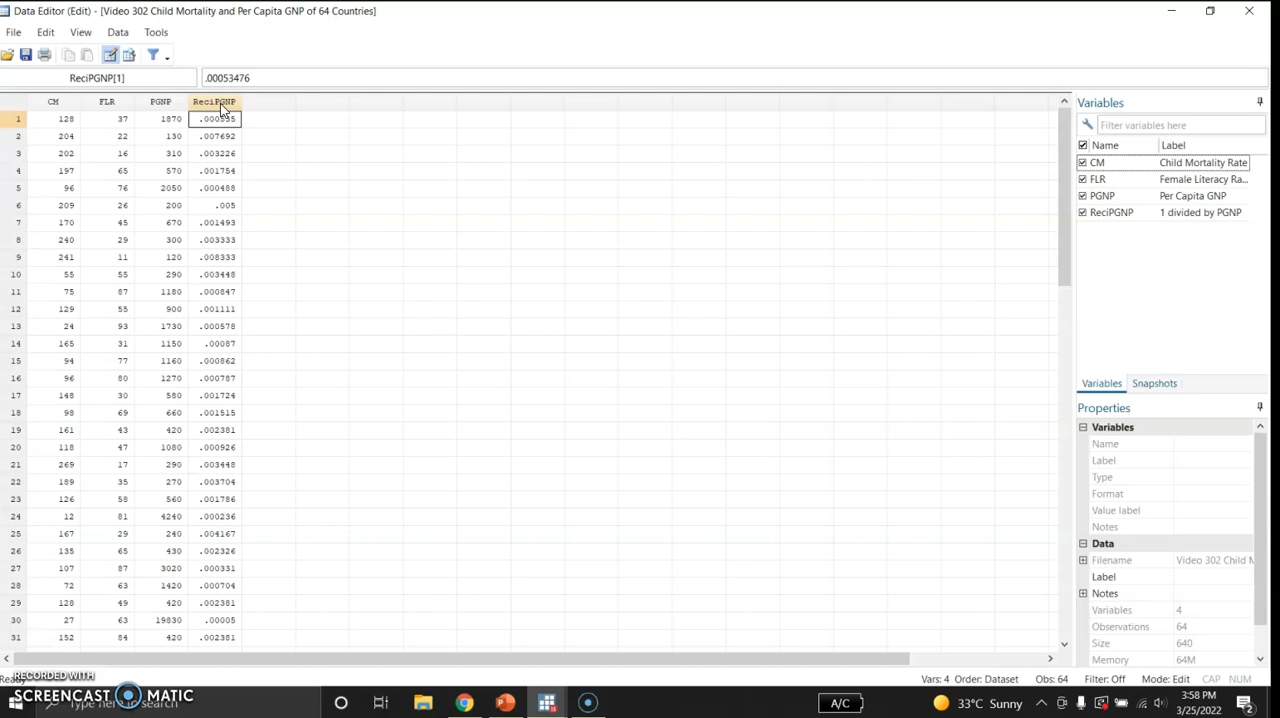 Data Editor (Edit) - [Video 302 Child Mortality and Per Capita GNP of 64 Countries]
File Edit View Data Tools
ReciPGNP[1] .00053476
CM FLR PGNP ReciPGNP
1 128 37 1870 .000535
2 204 22 130 .007692
3 202 16 310 .003226
4 197 65 570 .001754
5 96 76 2050 .000488
6 209 26 200 .005
7 170 45 670 .001493
8 240 29 300 .003333
9 241 11 120 .008333
10 55 55 290 .003448
11 75 87 1180 .000847
12 129 55 900 .001111
13 24 93 1730 .000578
14 165 31 1150 .00087
15 94 77 1160 .000862
16 96 80 1270 .000787
17 148 30 580 .001724
18 98 69 660 .001515
19 161 43 420 .002381
20 118 47 1080 .000926
21 269 17 290 .003448
22 189 35 270 .003704
23 126 58 560 .001786
24 12 81 4240 .000236
25 167 29 240 .004167
26 135 65 430 .002326
27 107 87 3020 .000331
28 72 63 1420 .000704
29 128 49 420 .002381
30 27 63 19830 .00005
31 152 84 420 .002381
Variables
Filter variables here
Name Label
CM Child Mortality Rate
FLR Female Literacy Ra...
PGNP Per Capita GNP
ReciPGNP 1 divided by PGNP
Variables Snapshots
Properties
Variables
Name
Label
Type
Format
Value label
Notes
Data
Filename Video 302 Child M
Label
Notes
Variables 4
Observations 64
Size 640
Memory 64M
Ready Vars: 4 Order: Dataset Obs: 64 Filter: Off Mode: Edit CAP NUM
RECORDED WITH
SCREENCAST MATIC
Type here to search
A/C
33°C Sunny
3:58 PM
3/25/2022
2